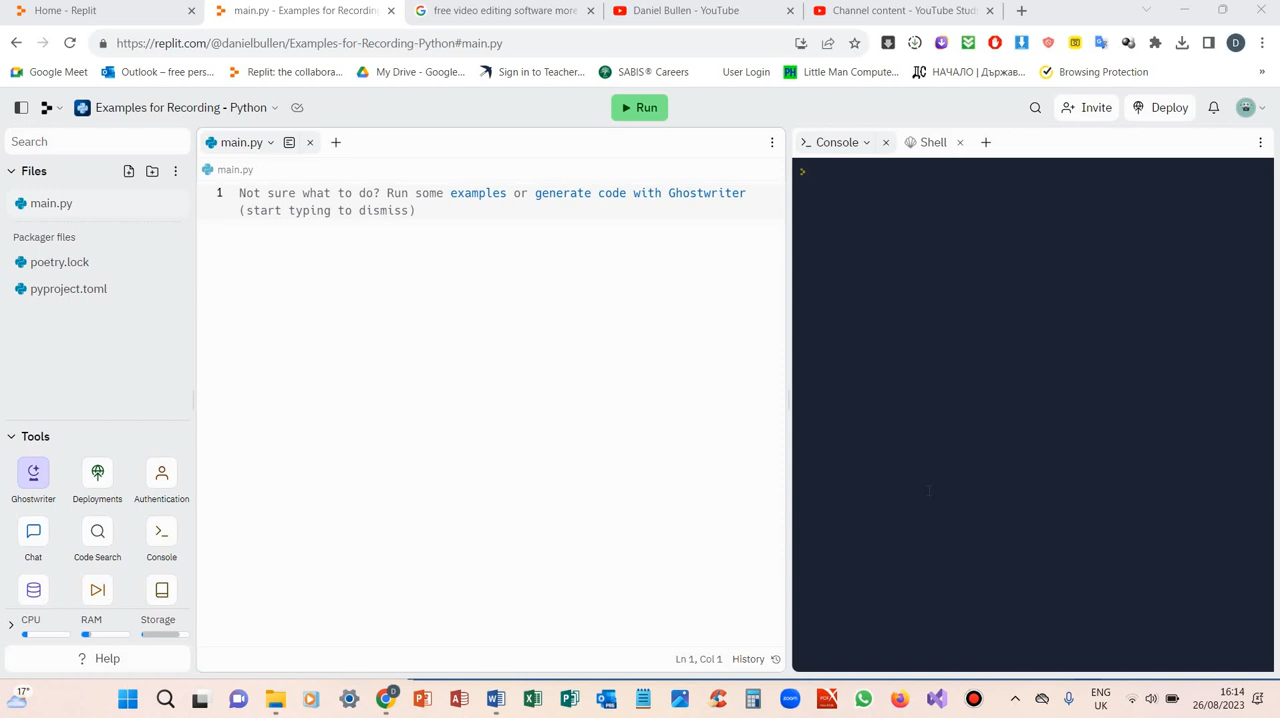 Home - Replit
main.py - Examples for Recording
free video editing software more
Daniel Bullen - YouTube
Channel content - YouTube Stud
https://replit.com/@danielbullen/Examples-for-Recording-Python#main.py
D
Google Meet
Outlook – free pers...
Replit: the collabora...
My Drive - Google...
Sign in to Teacher...
SABIS® Careers
User Login
PH Little Man Compute...
НАЧАЛО | Държав...
Browsing Protection
»
Examples for Recording - Python
Run
Invite
Deploy
Search
main.py
Console
Shell
Files
main.py
main.py
1 Not sure what to do? Run some examples or generate code with Ghostwriter
(start typing to dismiss)
>
Packager files
poetry.lock
pyproject.toml
Tools
Ghostwriter
Deployments
Authentication
Chat
Code Search
Console
CPU
RAM
Storage
? Help
Ln 1, Col 1
History
17°
ENG
UK
16:14
26/08/2023